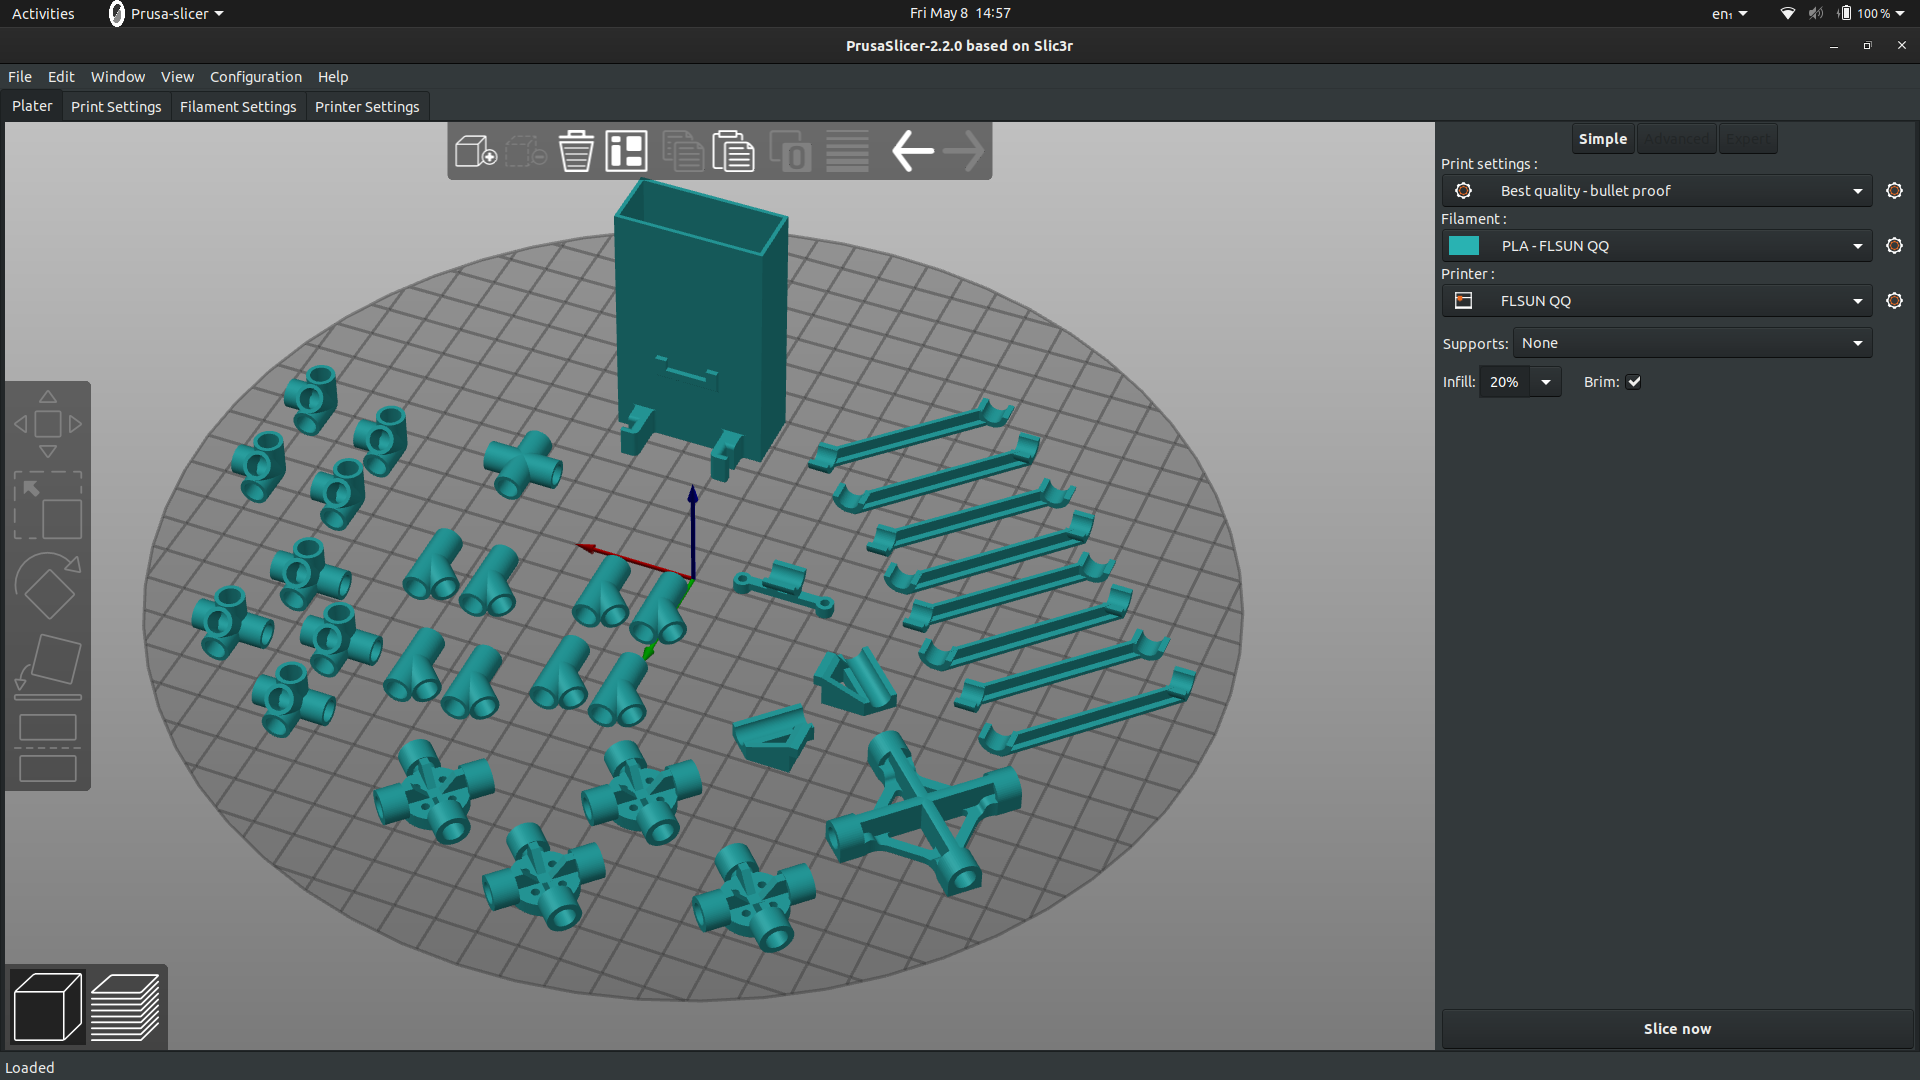 Activities Prusa-slicer Fri May 8 14:57 en₁ 100 %
PrusaSlicer-2.2.0 based on Slic3r
File Edit Window View Configuration Help
Plater Print Settings Filament Settings Printer Settings
Simple Advanced Expert
Print settings :
Best quality - bullet proof
Filament :
PLA - FLSUN QQ
Printer :
FLSUN QQ
Supports: None
Infill: 20% Brim:
Slice now
Loaded